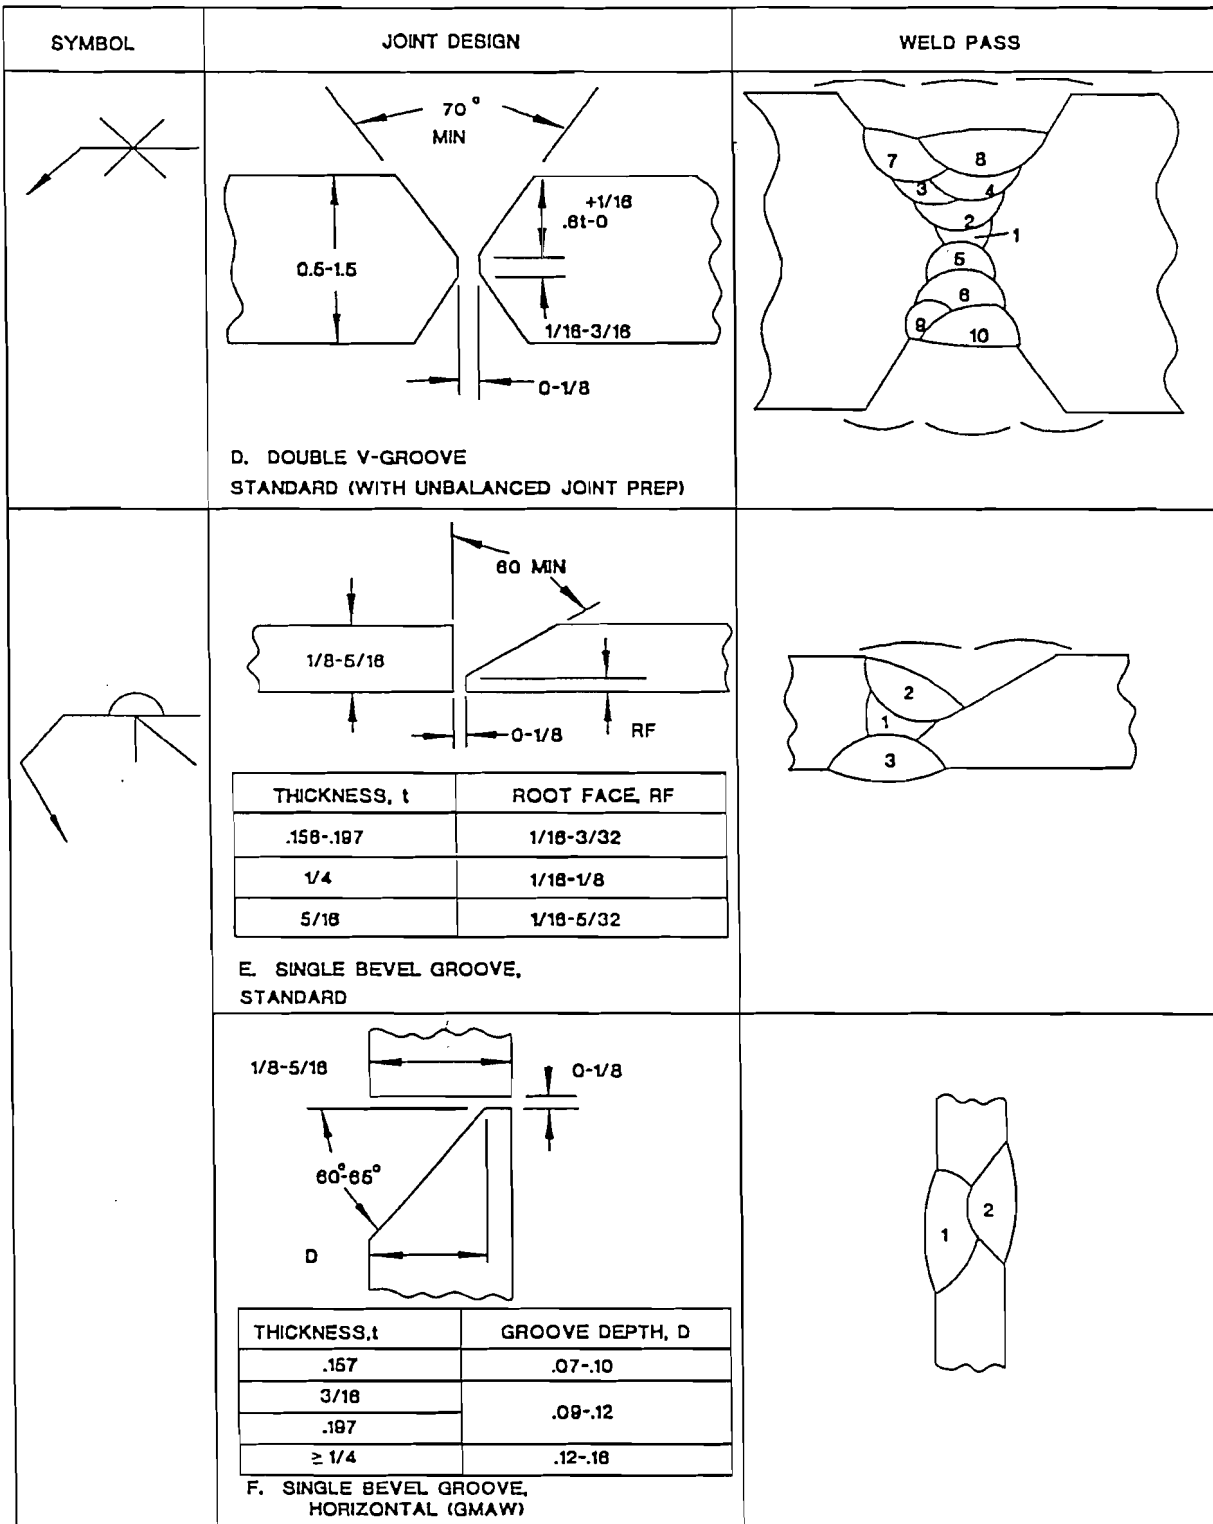 SYMBOL
JOINT DESIGN
WELD PASS
70°
MIN
0.5-1.5
+1/16
.6t-0
1/16-3/16
0-1/8
D. DOUBLE V-GROOVE
STANDARD (WITH UNBALANCED JOINT PREP)
7
8
3
4
2
1
5
6
9
10
60 MIN
1/8-5/16
0-1/8
RF
THICKNESS, t
ROOT FACE, RF
.156-.197
1/16-3/32
1/4
1/16-1/8
5/16
1/16-5/32
E. SINGLE BEVEL GROOVE,
STANDARD
2
1
3
1/8-5/16
0-1/8
60°-65°
D
THICKNESS,t
GROOVE DEPTH, D
.157
.07-.10
3/16
.09-.12
.197
≥ 1/4
.12-.16
F. SINGLE BEVEL GROOVE,
HORIZONTAL (GMAW)
1
2